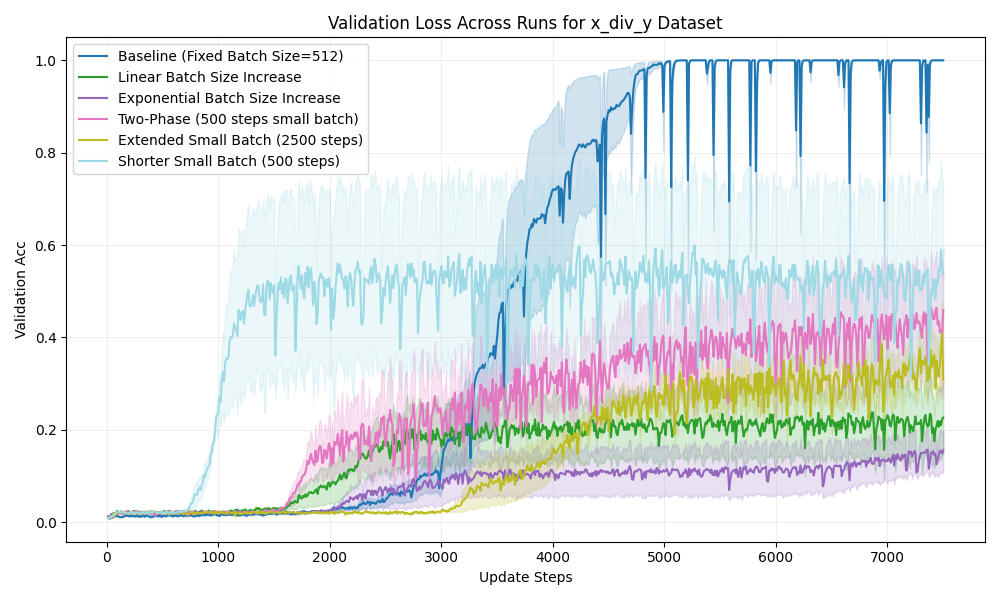 Validation Loss Across Runs for x_div_y Dataset
Validation Acc
1.0
0.8
0.6
0.4
0.2
0.0
Baseline (Fixed Batch Size=512)
Linear Batch Size Increase
Exponential Batch Size Increase
Two-Phase (500 steps small batch)
Extended Small Batch (2500 steps)
Shorter Small Batch (500 steps)
0 1000 2000 3000 4000 5000 6000 7000
Update Steps